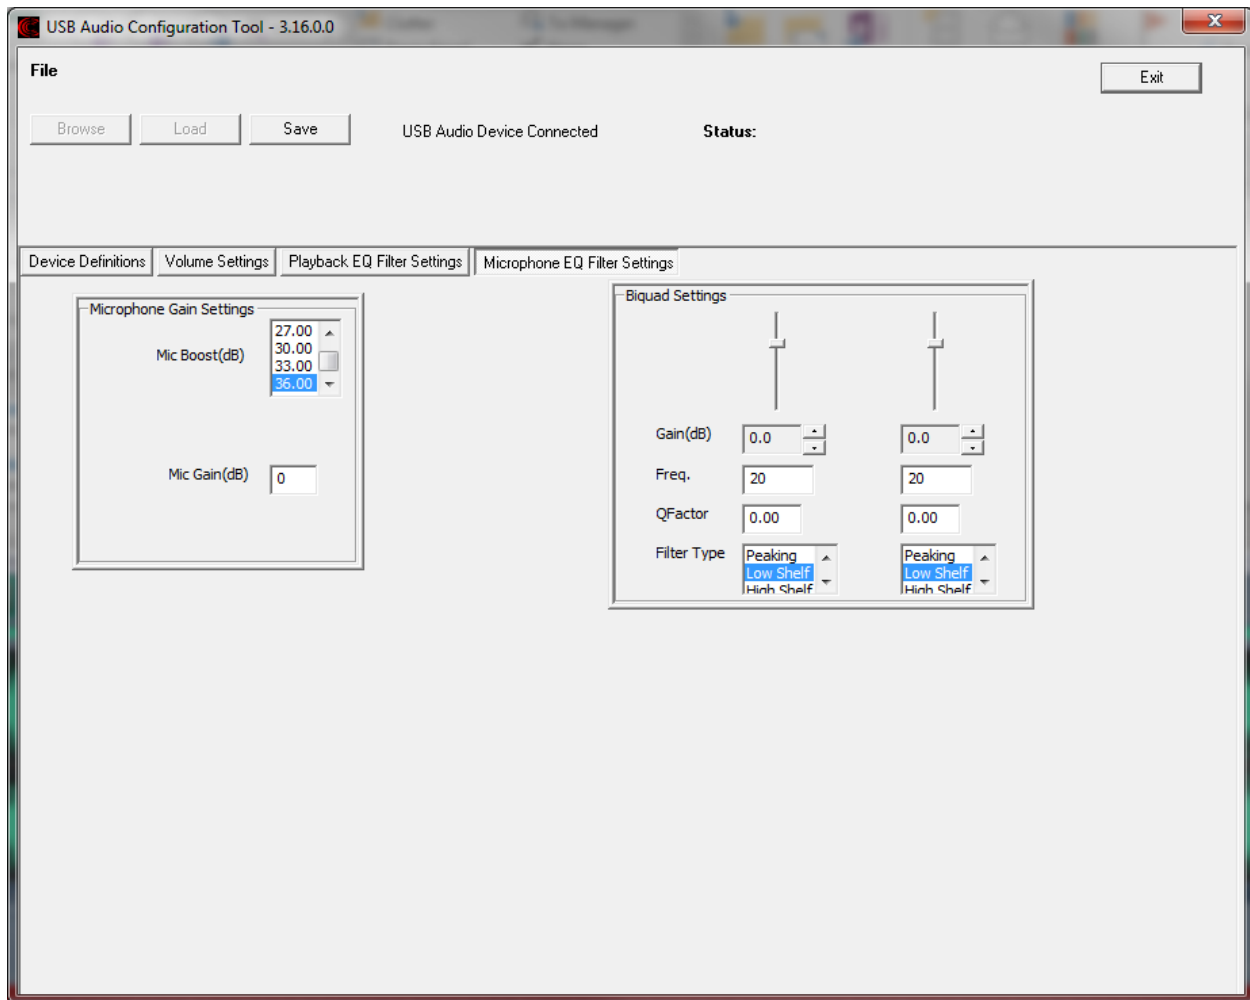 USB Audio Configuration Tool - 3.16.0.0
File
Exit
Browse
Load
Save
USB Audio Device Connected
Status:
Device Definitions
Volume Settings
Playback EQ Filter Settings
Microphone EQ Filter Settings
Microphone Gain Settings
Mic Boost(dB)
27.00
30.00
33.00
36.00
Mic Gain(dB)
0
Biquad Settings
Gain(dB)
0.0
0.0
Freq.
20
20
QFactor
0.00
0.00
Filter Type
Peaking
Low Shelf
High Shelf
Peaking
Low Shelf
High Shelf